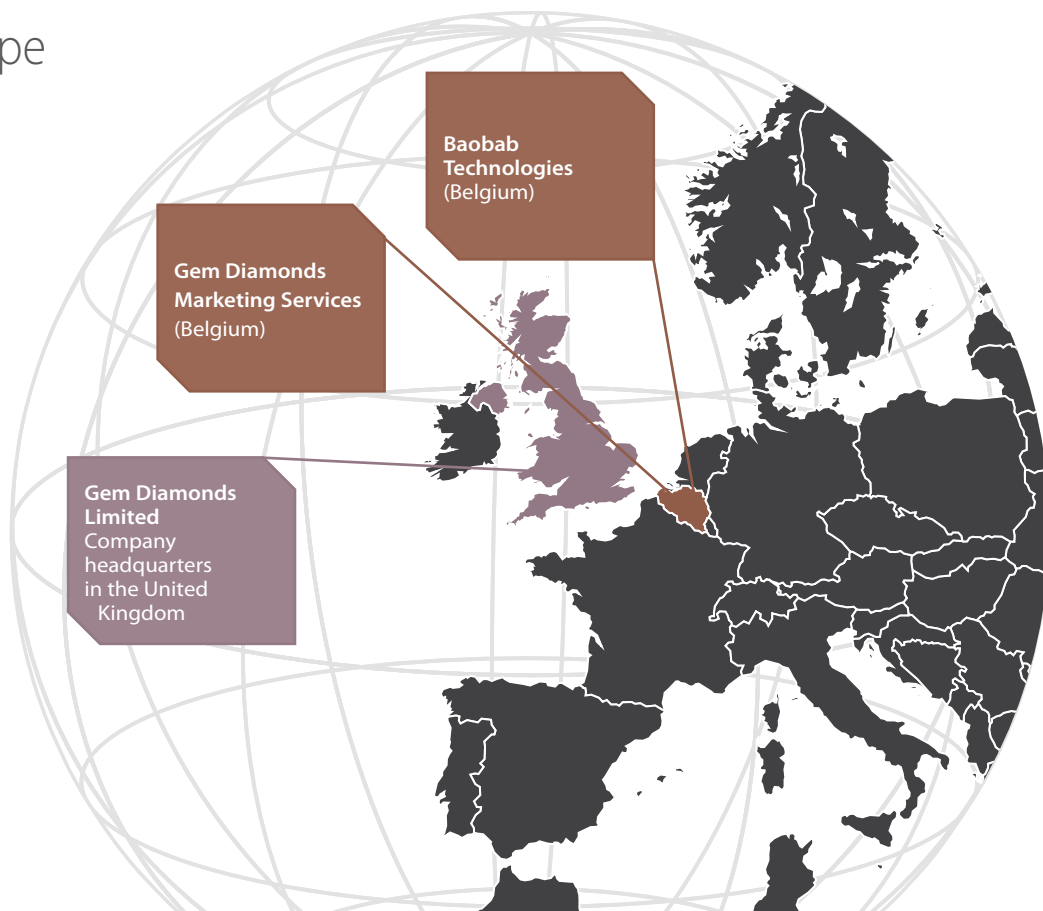 pe
Baobab
Technologies
(Belgium)
Gem Diamonds
Marketing Services
(Belgium)
Gem Diamonds
Limited
Company
headquarters
in the United
Kingdom